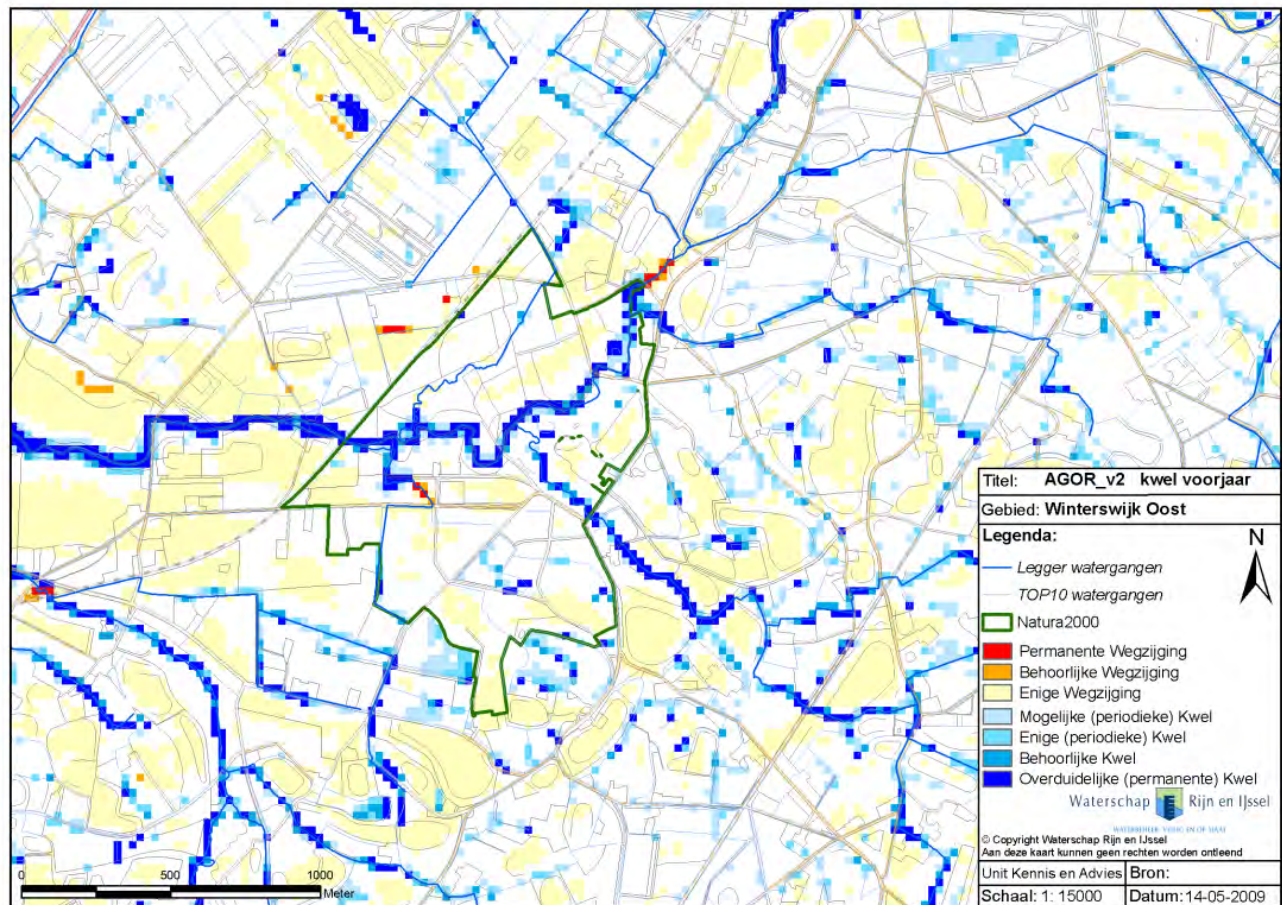 Titel: AGOR_v2 kwel voorjaar
Gebied: Winterswijk Oost
Legenda:
N
Legger watergangen
TOP10 watergangen
Natura2000
Permanente Wegzijging
Behoorlijke Wegzijging
Enige Wegzijging
Mogelijke (periodieke) Kwel
Enige (periodieke) Kwel
Behoorlijke Kwel
Overduidelijke (permanente) Kwel
Waterschap Rijn en IJssel
© Copyright Waterschap Rijn en IJssel
Aan deze kaart kunnen geen rechten worden ontleend
Unit Kennis en Advies Bron:
Schaal: 1: 15000 Datum: 14-05-2009
0 500 1000
Meter